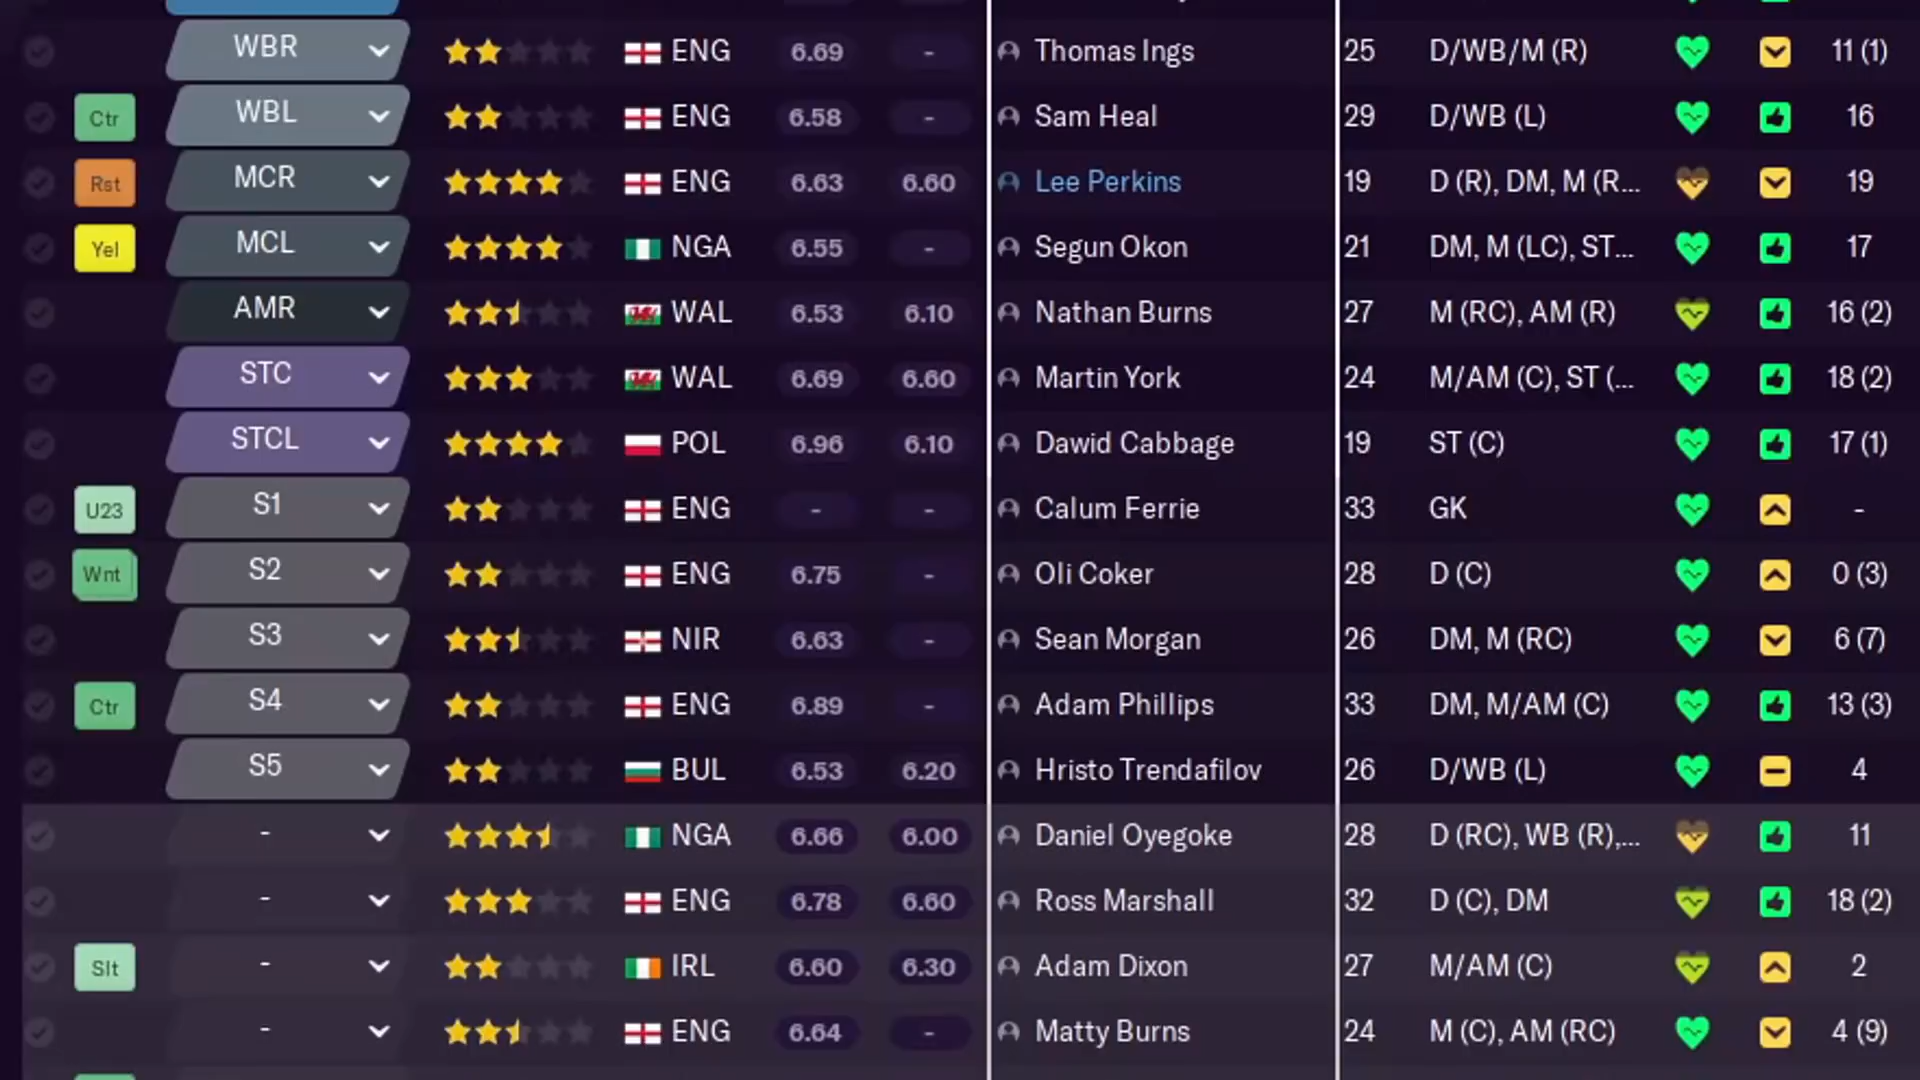 WBR ENG 6.69 - Thomas Ings 25 D/WB/M (R) 11 (1)
Ctr WBL ENG 6.58 - Sam Heal 29 D/WB (L) 16
Rst MCR ENG 6.63 6.60 Lee Perkins 19 D (R), DM, M (R... 19
Yel MCL NGA 6.55 - Segun Okon 21 DM, M (LC), ST... 17
AMR WAL 6.53 6.10 Nathan Burns 27 M (RC), AM (R) 16 (2)
STC WAL 6.69 6.60 Martin York 24 M/AM (C), ST (... 18 (2)
STCL POL 6.96 6.10 Dawid Cabbage 19 ST (C) 17 (1)
U23 S1 ENG - - Calum Ferrie 33 GK -
Wnt S2 ENG 6.75 - Oli Coker 28 D (C) 0 (3)
S3 NIR 6.63 - Sean Morgan 26 DM, M (RC) 6 (7)
Ctr S4 ENG 6.89 - Adam Phillips 33 DM, M/AM (C) 13 (3)
S5 BUL 6.53 6.20 Hristo Trendafilov 26 D/WB (L) 4
- NGA 6.66 6.00 Daniel Oyegoke 28 D (RC), WB (R),... 11
- ENG 6.78 6.60 Ross Marshall 32 D (C), DM 18 (2)
Slt - IRL 6.60 6.30 Adam Dixon 27 M/AM (C) 2
- ENG 6.64 - Matty Burns 24 M (C), AM (RC) 4 (9)